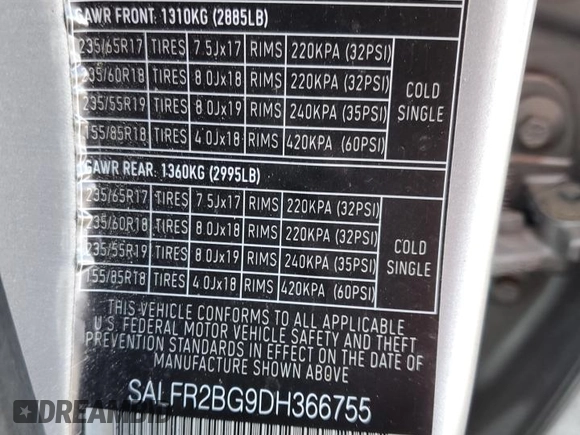 GAWR FRONT: 1310KG (2885LB)
235/65R17 TIRES 7.5Jx17 RIMS 220KPA (32PSI)
235/60R18 TIRES 8.0Jx18 RIMS 220KPA (32PSI)
235/55R19 TIRES 8.0Jx19 RIMS 240KPA (35PSI)
155/85R18 TIRES 4.0Jx18 RIMS 420KPA (60PSI)
COLD
SINGLE
GAWR REAR: 1360KG (2995LB)
235/65R17 TIRES 7.5Jx17 RIMS 220KPA (32PSI)
235/60R18 TIRES 8.0Jx18 RIMS 220KPA (32PSI)
235/55R19 TIRES 8.0Jx19 RIMS 240KPA (35PSI)
155/85R18 TIRES 4.0Jx18 RIMS 420KPA (60PSI)
COLD
SINGLE
THIS VEHICLE CONFORMS TO ALL APPLICABLE
U.S. FEDERAL MOTOR VEHICLE SAFETY AND THEFT
PREVENTION STANDARDS IN EFFECT ON THE DATE OF
MANUFACTURE SHOWN ABOVE.
SALFR2BG9DH366755
DIDIGOMUD.COM